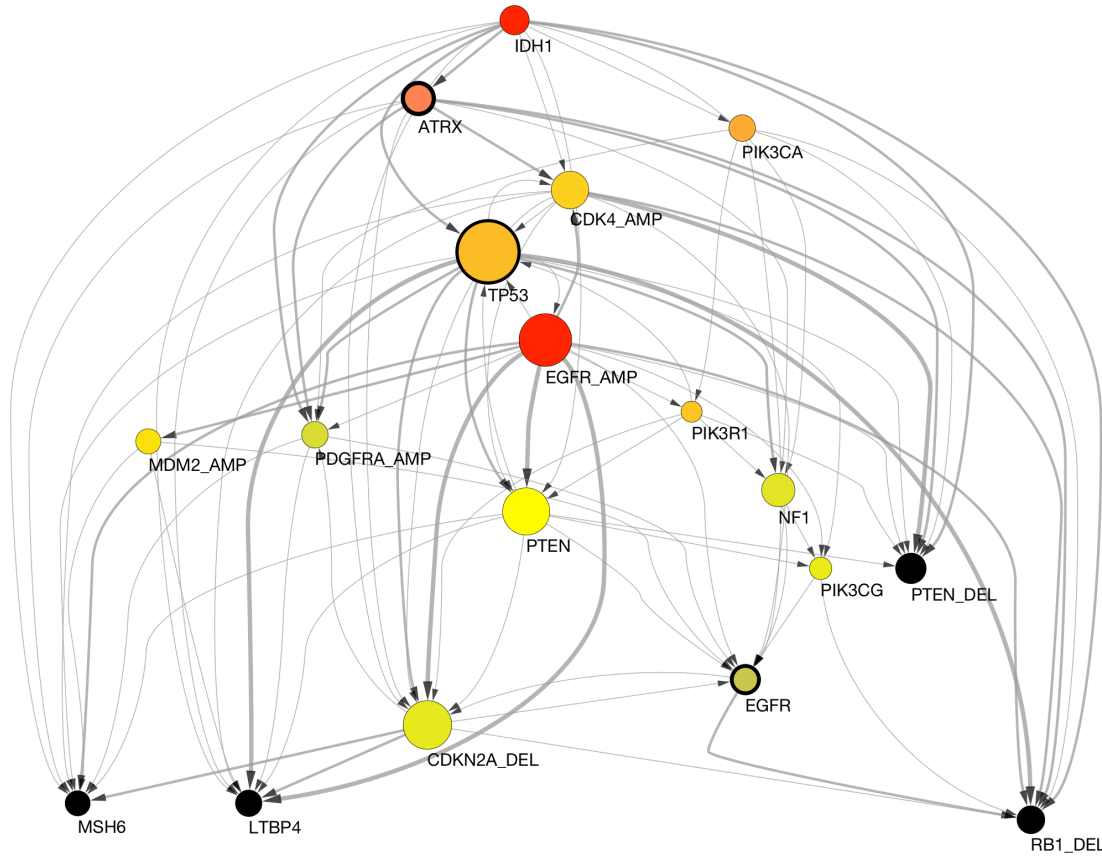 IDH1
ATRX
PIK3CA
CDK4_AMP
TP53
EGFR_AMP
PIK3R1
MDM2_AMP
PDGFRA_AMP
NF1
PTEN
PIK3CG
PTEN_DEL
EGFR
CDKN2A_DEL
MSH6
LTBP4
RB1_DEL